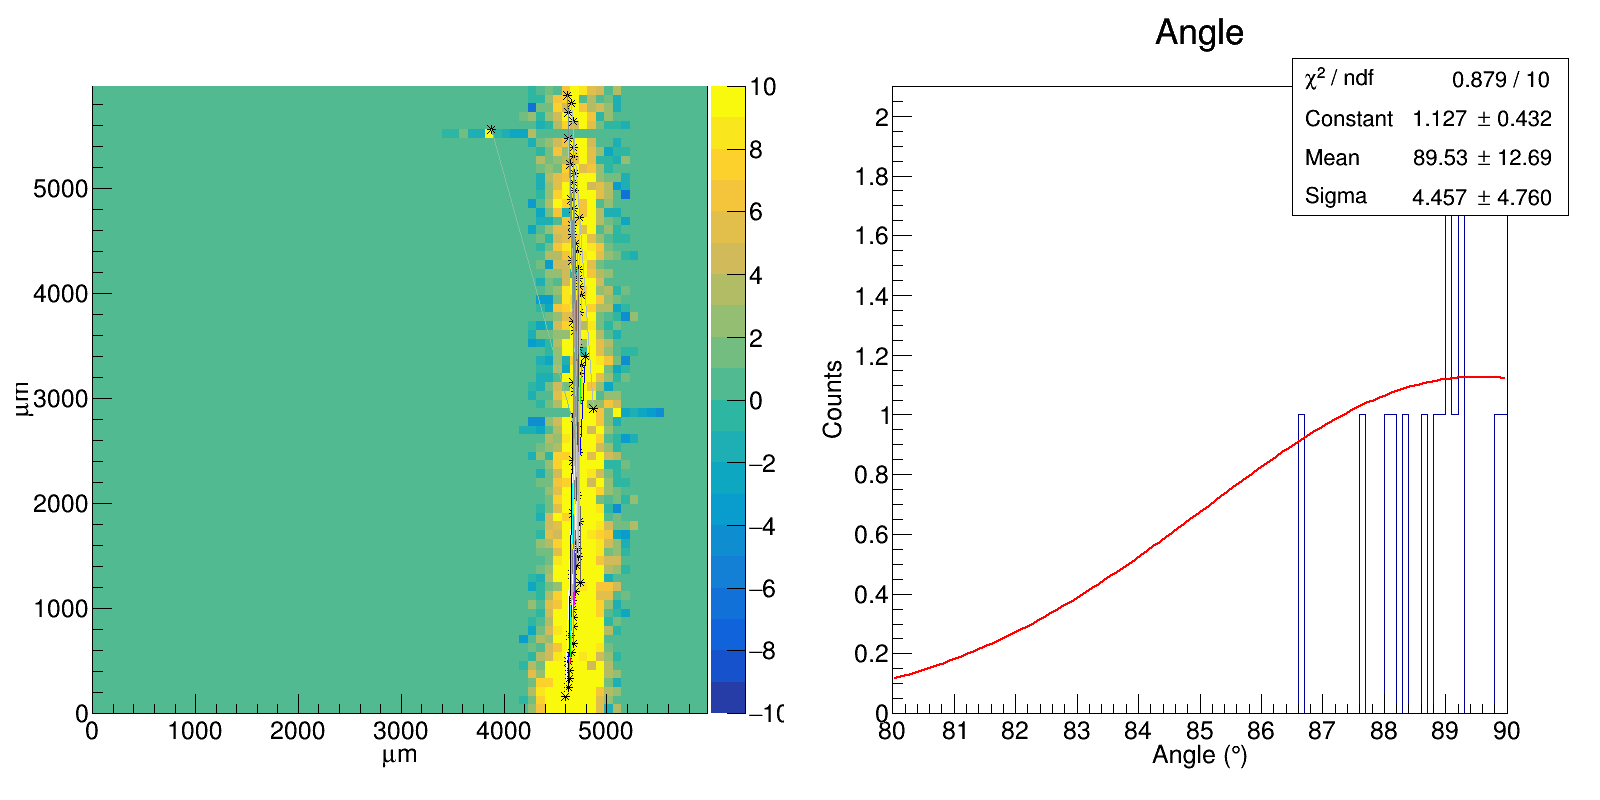 Angle
χ² / ndf 0.879 / 10
Constant 1.127 ± 0.432
Mean 89.53 ± 12.69
Sigma 4.457 ± 4.760
5000
4000
3000
2000
1000
0
μm
0 1000 2000 3000 4000 5000
μm
10
8
6
4
2
0
−2
−4
−6
−8
−10
2
1.8
1.6
1.4
1.2
1
0.8
0.6
0.4
0.2
0
Counts
80 81 82 83 84 85 86 87 88 89 90
Angle (°)